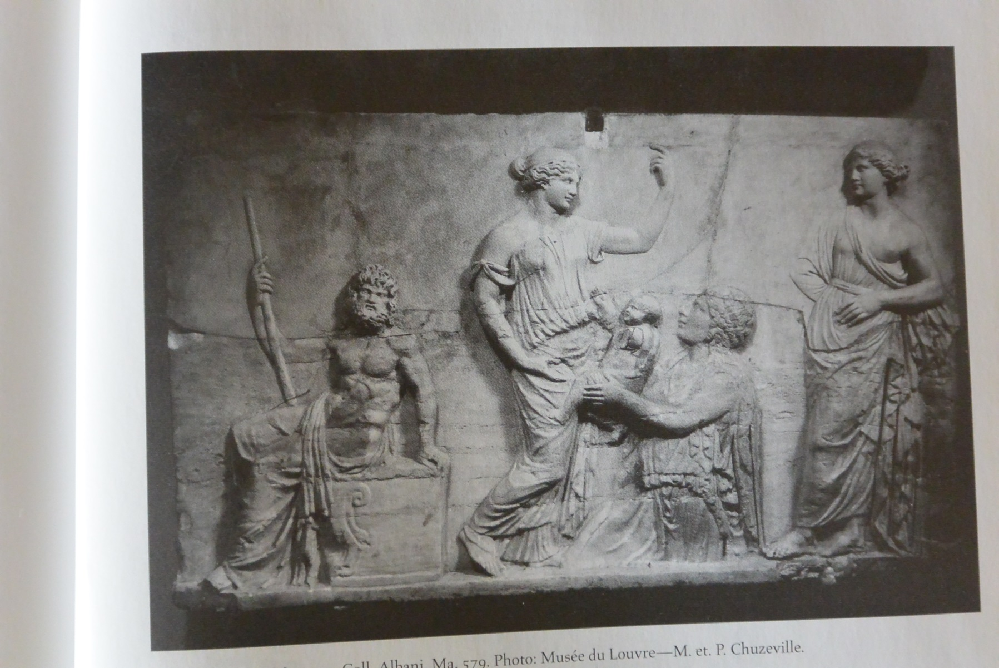 Coll. Albani, Ma. 579. Photo: Musée du Louvre—M. et. P. Chuzeville.